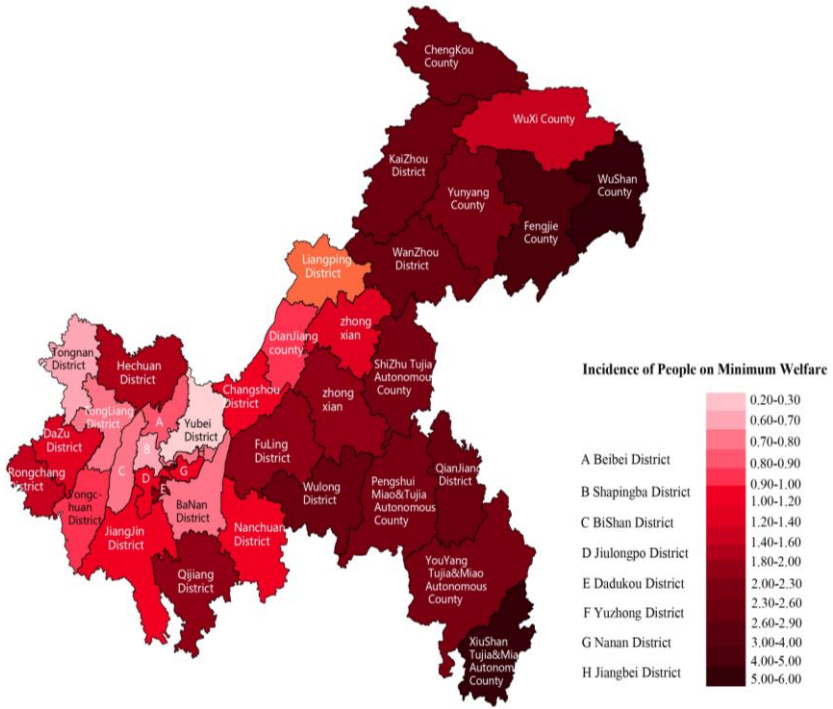 ChengKou
County
WuXi County
KaiZhou
District
WuShan
County
Yunyang
County
Fengjie
County
WanZhou
District
Liangping
District
zhong
xian
DianJiang
county
Tongnan
District
Hechuan
District
ShiZhu Tujia
Autonomou
County
Changshou
District
zhong
xian
TongLiang
District
A
Yubei
District
DaZu
District
B
FuLing
District
Rongchang
District
C
D
G
E
Yongc-
huan
District
BaNan
District
Wulong
District
Pengshui
Miao&Tujia
Autonomous
County
QianJiang
District
JiangJin
District
Nanchuan
District
Qijiang
District
YouYang
Tujia&Miao
Autonomous
County
XiuShan
Tujia&Mia
Autonom
County
Incidence of People on Minimum Welfare
0.20-0.30
0.60-0.70
0.70-0.80
0.80-0.90
0.90-1.00
1.00-1.20
1.20-1.40
1.40-1.60
1.80-2.00
2.00-2.30
2.30-2.60
2.60-2.90
3.00-4.00
4.00-5.00
5.00-6.00
A Beibei District
B Shapingba District
C BiShan District
D Jiulongpo District
E Dadukou District
F Yuzhong District
G Nanan District
H Jiangbei District